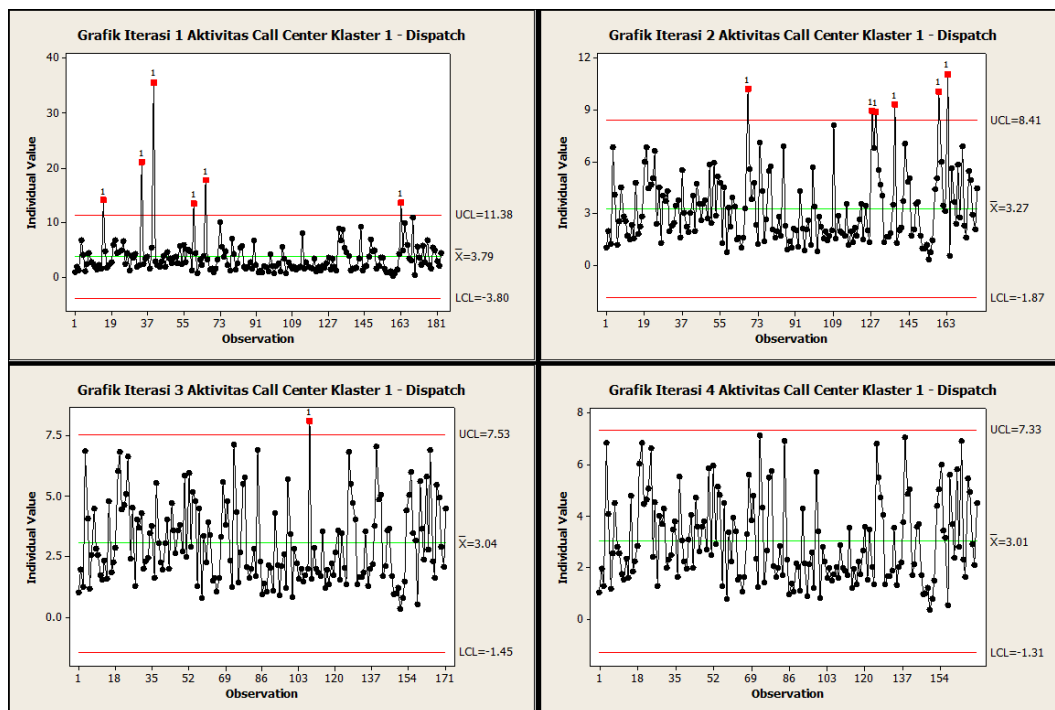 Grafik Iterasi 1 Aktivitas Call Center Klaster 1 - Dispatch
40
30
20
10
0
Individual Value
1
1
1
1
1
1
UCL=11.38
X̄=3.79
LCL=-3.80
1 19 37 55 73 91 109 127 145 163 181
Observation
Grafik Iterasi 2 Aktivitas Call Center Klaster 1 - Dispatch
12
9
6
3
0
Individual Value
1
1
1
1
1
1
UCL=8.41
X̄=3.27
LCL=-1.87
1 19 37 55 73 91 109 127 145 163
Observation
Grafik Iterasi 3 Aktivitas Call Center Klaster 1 - Dispatch
7.5
5.0
2.5
0.0
Individual Value
1
UCL=7.53
X̄=3.04
LCL=-1.45
1 18 35 52 69 86 103 120 137 154 171
Observation
Grafik Iterasi 4 Aktivitas Call Center Klaster 1 - Dispatch
8
6
4
2
0
Individual Value
UCL=7.33
X̄=3.01
LCL=-1.31
1 18 35 52 69 86 103 120 137 154
Observation